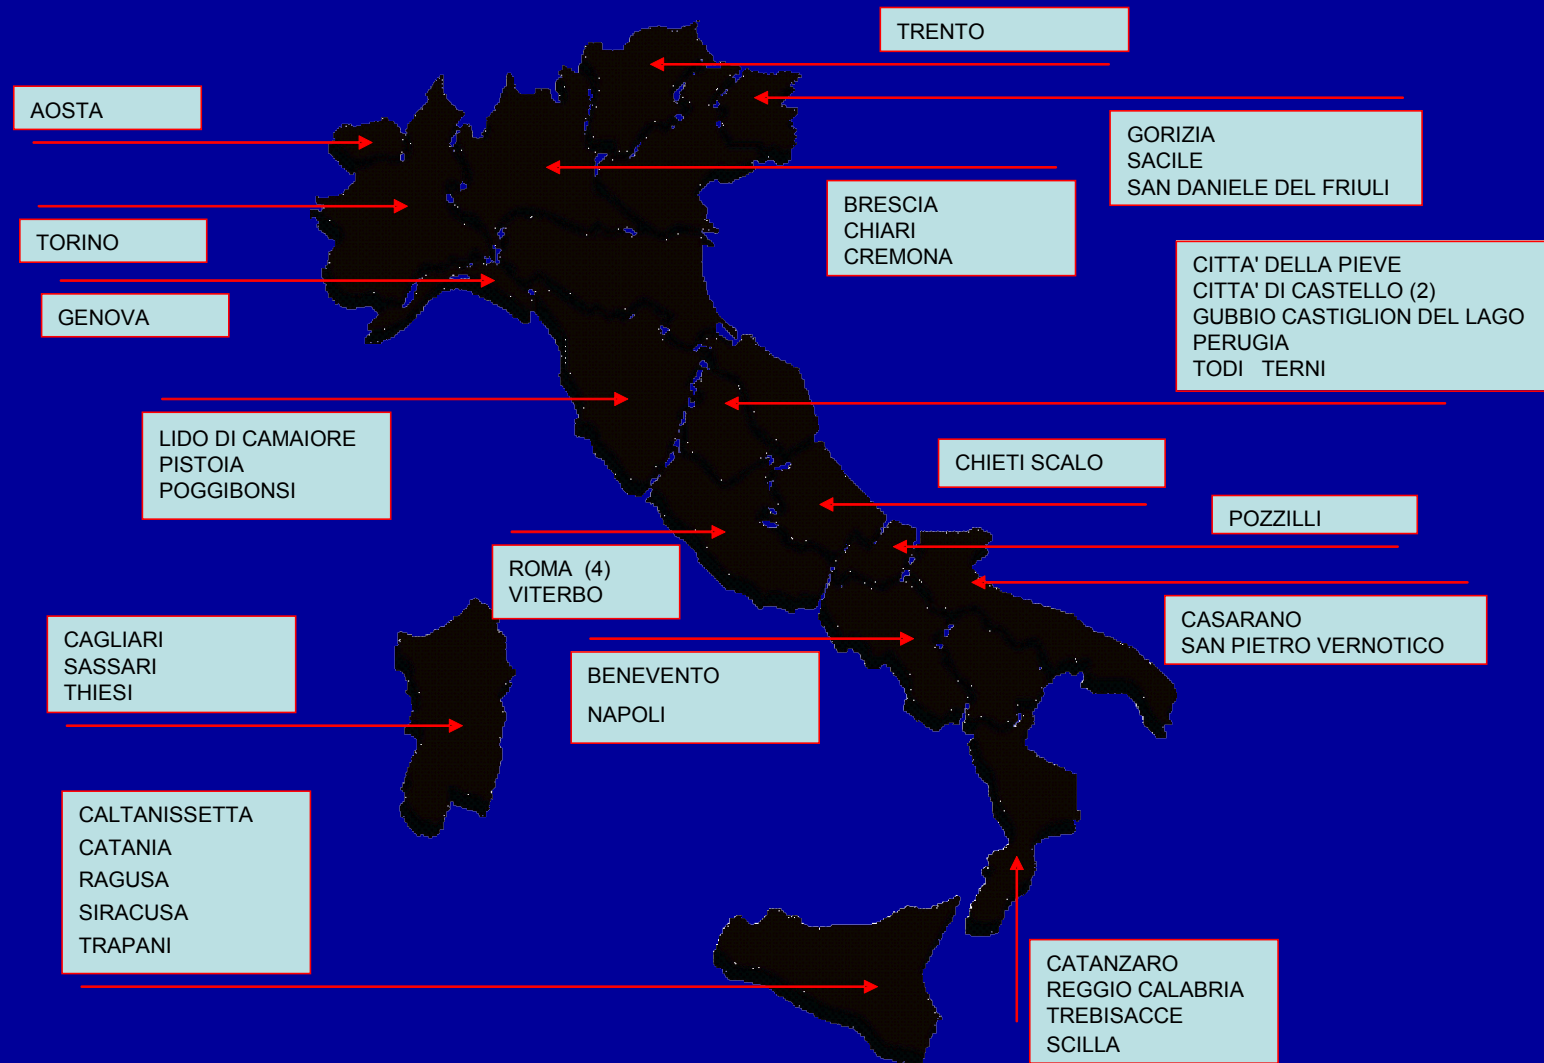 TRENTO
AOSTA
GORIZIA
SACILE
SAN DANIELE DEL FRIULI
BRESCIA
CHIARI
CREMONA
TORINO
GENOVA
CITTA' DELLA PIEVE
CITTA' DI CASTELLO (2)
GUBBIO CASTIGLION DEL LAGO
PERUGIA
TODI TERNI
LIDO DI CAMAIORE
PISTOIA
POGGIBONSI
CHIETI SCALO
POZZILLI
ROMA (4)
VITERBO
CASARANO
SAN PIETRO VERNOTICO
CAGLIARI
SASSARI
THIESI
BENEVENTO
NAPOLI
CALTANISSETTA
CATANIA
RAGUSA
SIRACUSA
TRAPANI
CATANZARO
REGGIO CALABRIA
TREBISACCE
SCILLA